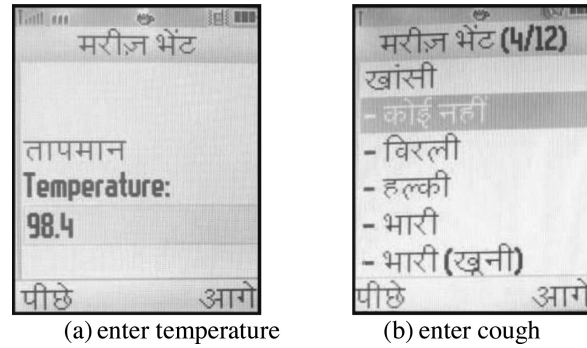 मरीज़ भेंट
तापमान
Temperature:
98.4
पीछे आगे
(a) enter temperature
मरीज़ भेंट (4/12)
खांसी
- कोई नहीं
- विरली
- हल्की
- भारी
- भारी (खूनी)
पीछे आगे
(b) enter cough